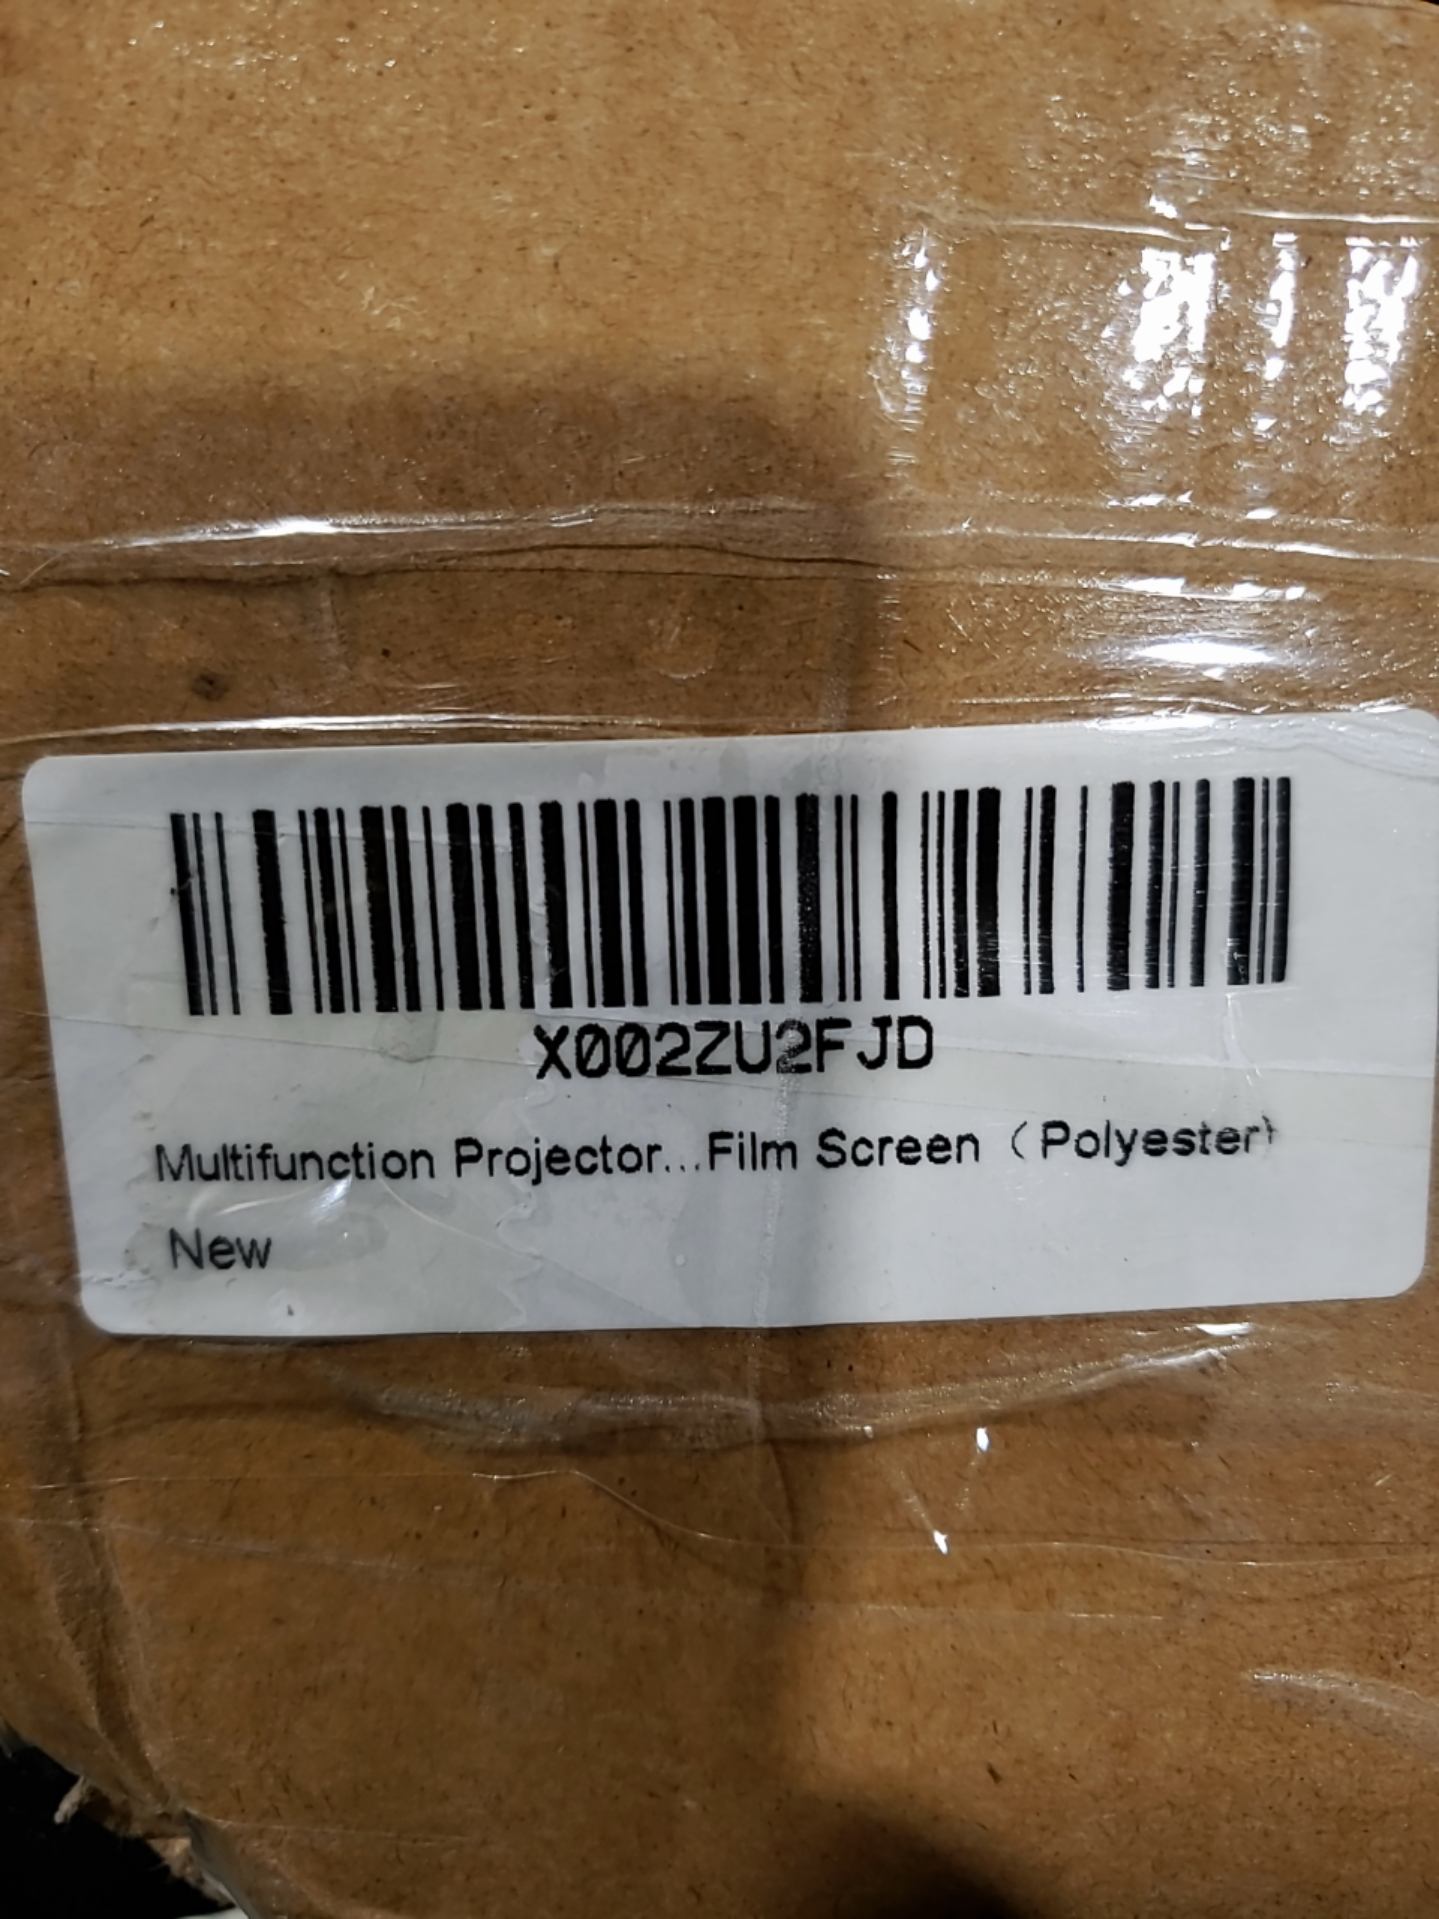 X002ZU2FJD
Multifunction Projector...Film Screen（Polyester)
New